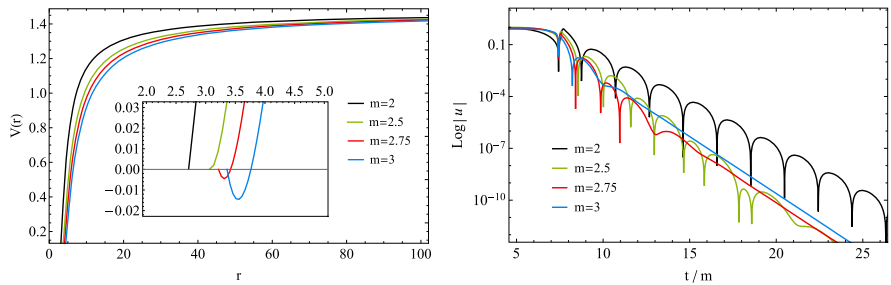 1.4
1.2
1.0
0.8
0.6
0.4
0.2
V(r)
0
20
40
60
80
100
r
2.0 2.5 3.0 3.5 4.0 4.5 5.0
0.03
0.02
0.01
0.00
-0.01
-0.02
m=2
m=2.5
m=2.75
m=3
0.1
10⁻⁴
10⁻⁷
10⁻¹⁰
Log|u|
5
10
15
20
25
t / m
m=2
m=2.5
m=2.75
m=3